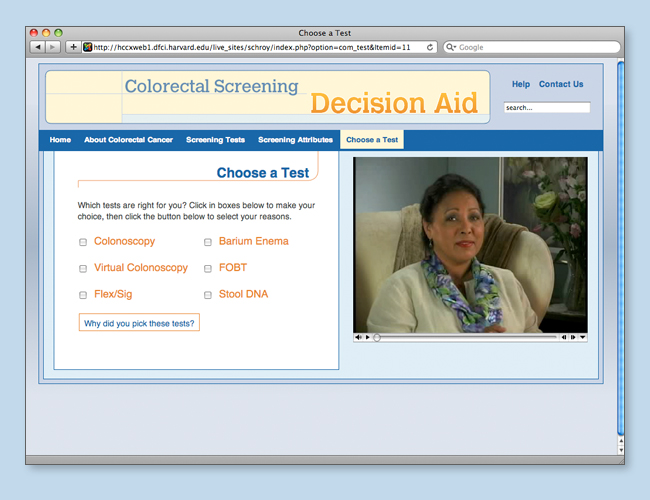 Choose a Test
http://hccxweb1.dfci.harvard.edu/live_sites/schroy/index.php?option=com_test&Itemid=11
Google
Colorectal Screening
Decision Aid
Help Contact Us
search...
Home About Colorectal Cancer Screening Tests Screening Attributes Choose a Test
Choose a Test
Which tests are right for you? Click in boxes below to make your
choice, then click the button below to select your reasons.
Colonoscopy Barium Enema
Virtual Colonoscopy FOBT
Flex/Sig Stool DNA
Why did you pick these tests?